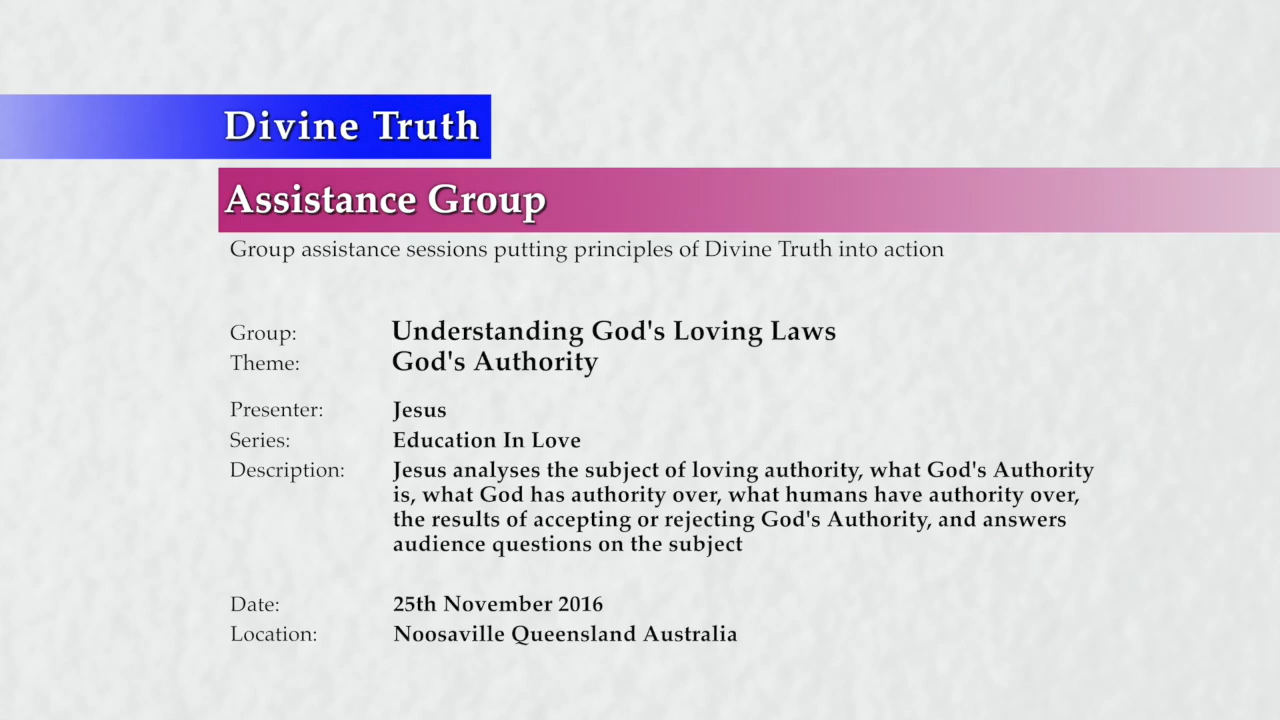 Divine Truth
Assistance Group
Group assistance sessions putting principles of Divine Truth into action
Group: Understanding God's Loving Laws
Theme: God's Authority
Presenter: Jesus
Series: Education In Love
Description: Jesus analyses the subject of loving authority, what God's Authority
is, what God has authority over, what humans have authority over,
the results of accepting or rejecting God's Authority, and answers
audience questions on the subject
Date: 25th November 2016
Location: Noosaville Queensland Australia